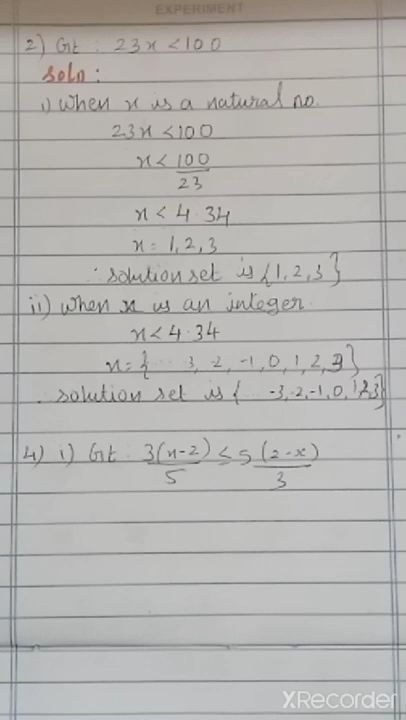 EXPERIMENT
2) Gt : 23x < 100
Soln :
i) When x is a natural no.
23x < 100
x < 100/23
x < 4.34
x = 1, 2, 3
∴ solution set is {1, 2, 3}
ii) when x is an integer.
x < 4.34
x = {... 3, -2, -1, 0, 1, 2, 3}
. solution set is {... -3, -2, -1, 0, 1, 2, 3}
4) i) Gt. 3(x-2)/5 ≤ 5(2-x)/3
XRecorder